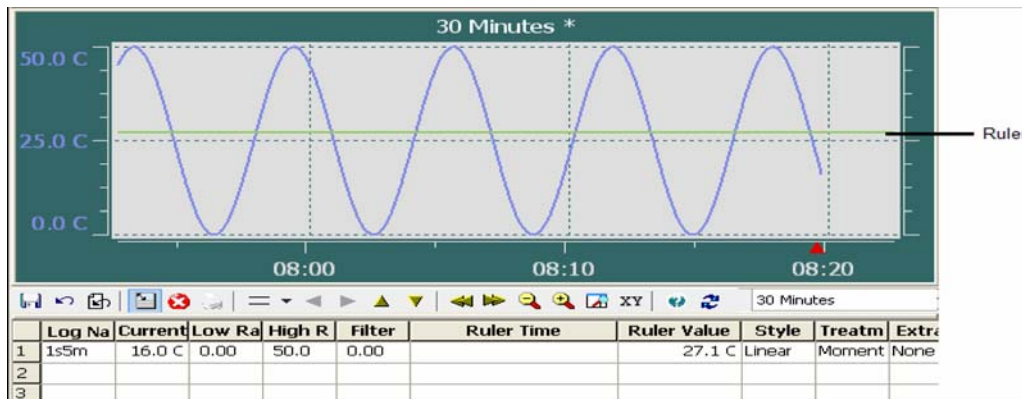 30 Minutes *
50.0 C
25.0 C
0.0 C
Rule
08:00 08:10 08:20
XY 30 Minutes
Log Na Current Low Ra High R Filter Ruler Time Ruler Value Style Treatm Extra
1 1s5m 16.0 C 0.00 50.0 0.00 27.1 C Linear Moment None
2
3